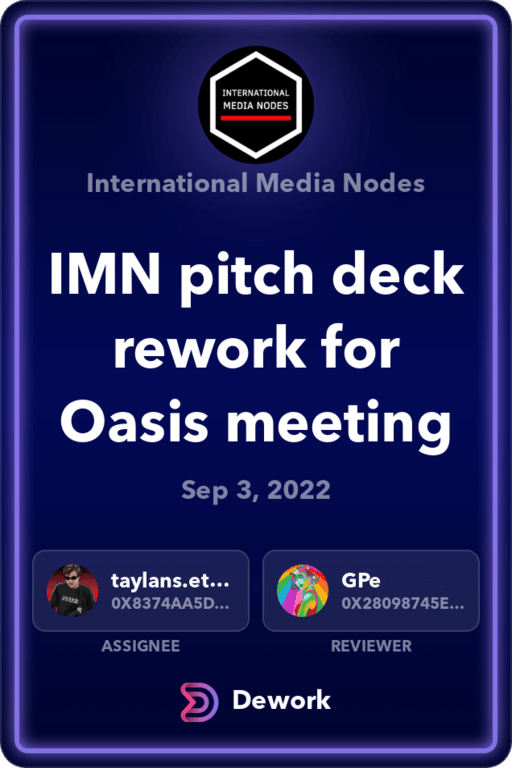 INTERNATIONAL
MEDIA NODES
International Media Nodes
IMN pitch deck
rework for
Oasis meeting
Sep 3, 2022
taylans.et...
0X8374AA5D...
GPe
0X28098745E...
ASSIGNEE
REVIEWER
Dework